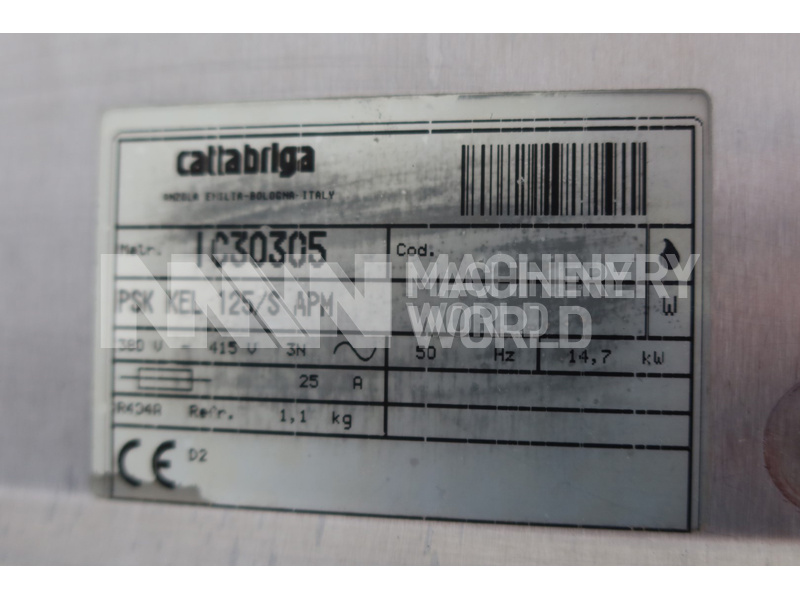 cattabriga
ANZOLA EMILIA-BOLOGNA-ITALY
Matr. IC30305 Cod.
PSK KEL 125/S APM W
380 V - 415 V 3N 50 Hz 14,7 kW
25 A
R404A Refr. 1,1 kg
CE D2
MACHINERY
WORLD